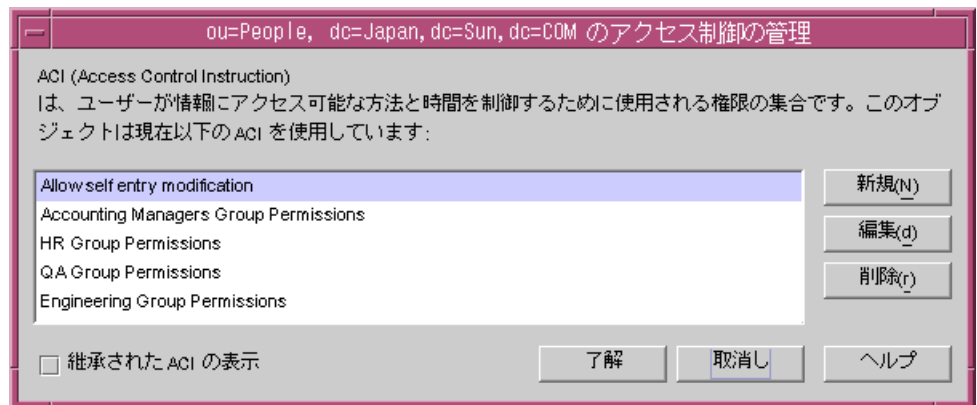 ou=People, dc=Japan,dc=Sun,dc=COM のアクセス制御の管理
ACI (Access Control Instruction)
は、ユーザーが情報にアクセス可能な方法と時間を制御するために使用される権限の集合です。このオブ
ジェクトは現在以下の ACI を使用しています:
Allow self entry modification
Accounting Managers Group Permissions
HR Group Permissions
QA Group Permissions
Engineering Group Permissions
新規(N)
編集(d)
削除(r)
継承された ACI の表示
了解
取消し
ヘルプ